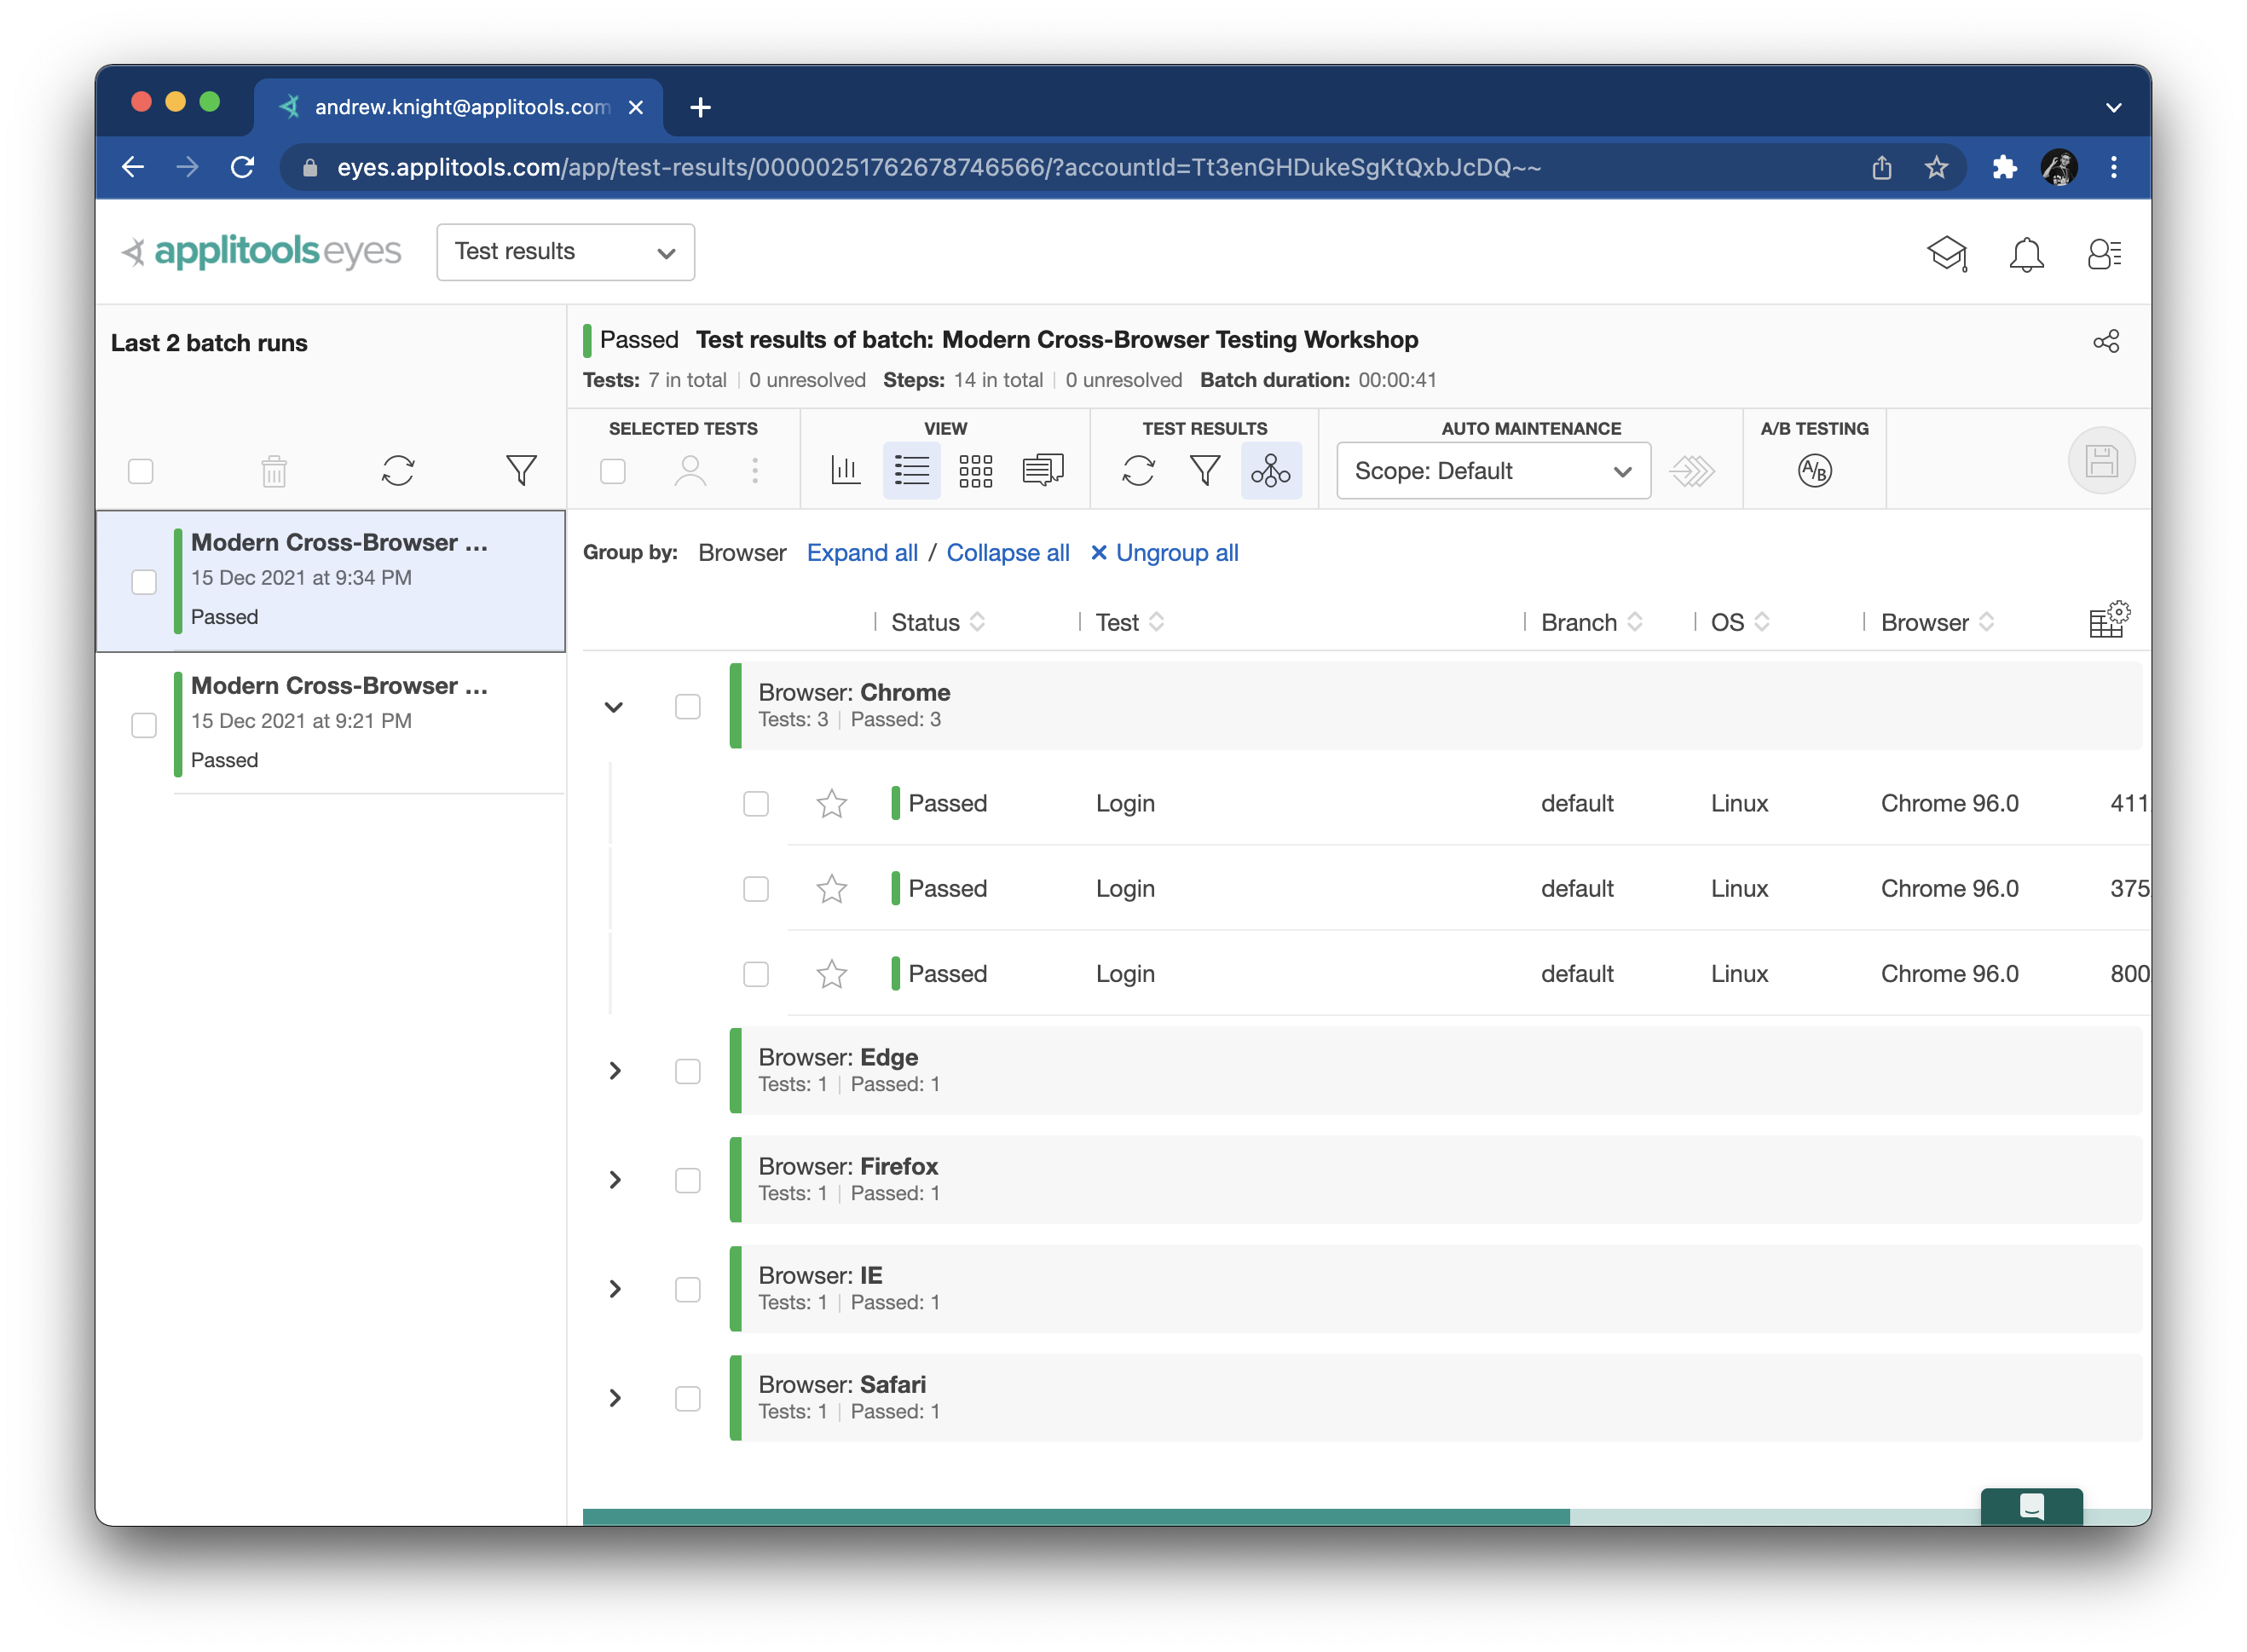 andrew.knight@applitools.com
eyes.applitools.com/app/test-results/00000251762678746566/?accountId=Tt3enGHDukeSgKtQxbJcDQ~~
applitools eyes
Test results
Last 2 batch runs
Passed Test results of batch: Modern Cross-Browser Testing Workshop
Tests: 7 in total | 0 unresolved Steps: 14 in total | 0 unresolved Batch duration: 00:00:41
SELECTED TESTS VIEW TEST RESULTS AUTO MAINTENANCE A/B TESTING
Scope: Default
A/B
Modern Cross-Browser ...
15 Dec 2021 at 9:34 PM
Passed
Modern Cross-Browser ...
15 Dec 2021 at 9:21 PM
Passed
Group by: Browser Expand all / Collapse all × Ungroup all
Status Test Branch OS Browser
Browser: Chrome
Tests: 3 | Passed: 3
Passed Login default Linux Chrome 96.0 411
Passed Login default Linux Chrome 96.0 375
Passed Login default Linux Chrome 96.0 800
Browser: Edge
Tests: 1 | Passed: 1
Browser: Firefox
Tests: 1 | Passed: 1
Browser: IE
Tests: 1 | Passed: 1
Browser: Safari
Tests: 1 | Passed: 1